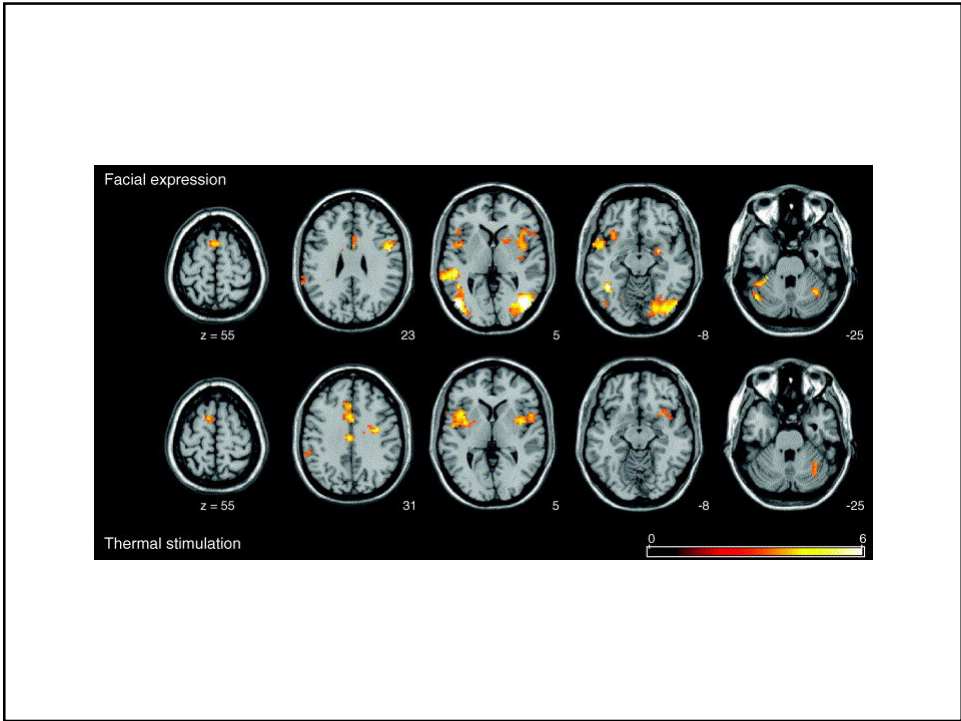 Facial expression
z = 55 23 5 -8 -25
z = 55 31 5 -8 -25
Thermal stimulation
0 6